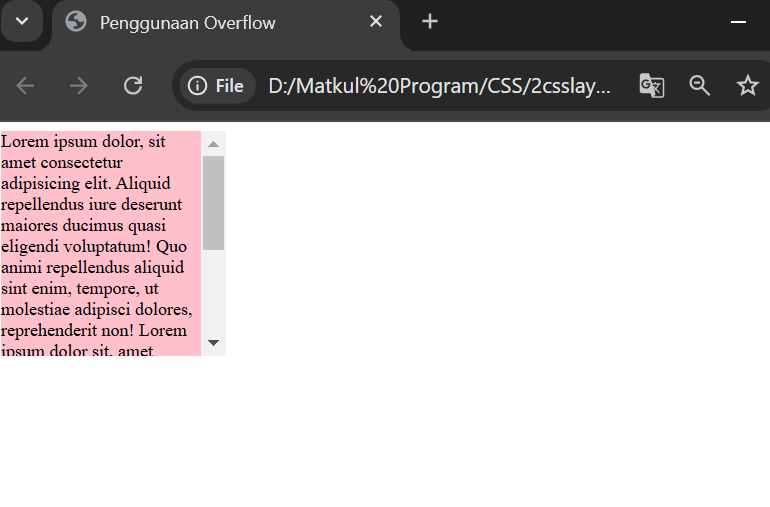 Penggunaan Overflow
File
D:/Matkul%20Program/CSS/2csslay...
Lorem ipsum dolor, sit
amet consectetur
adipisicing elit. Aliquid
repellendus iure deserunt
maiores ducimus quasi
eligendi voluptatum! Quo
animi repellendus aliquid
sint enim, tempore, ut
molestiae adipisci dolores,
reprehenderit non! Lorem
ipsum dolor sit, amet